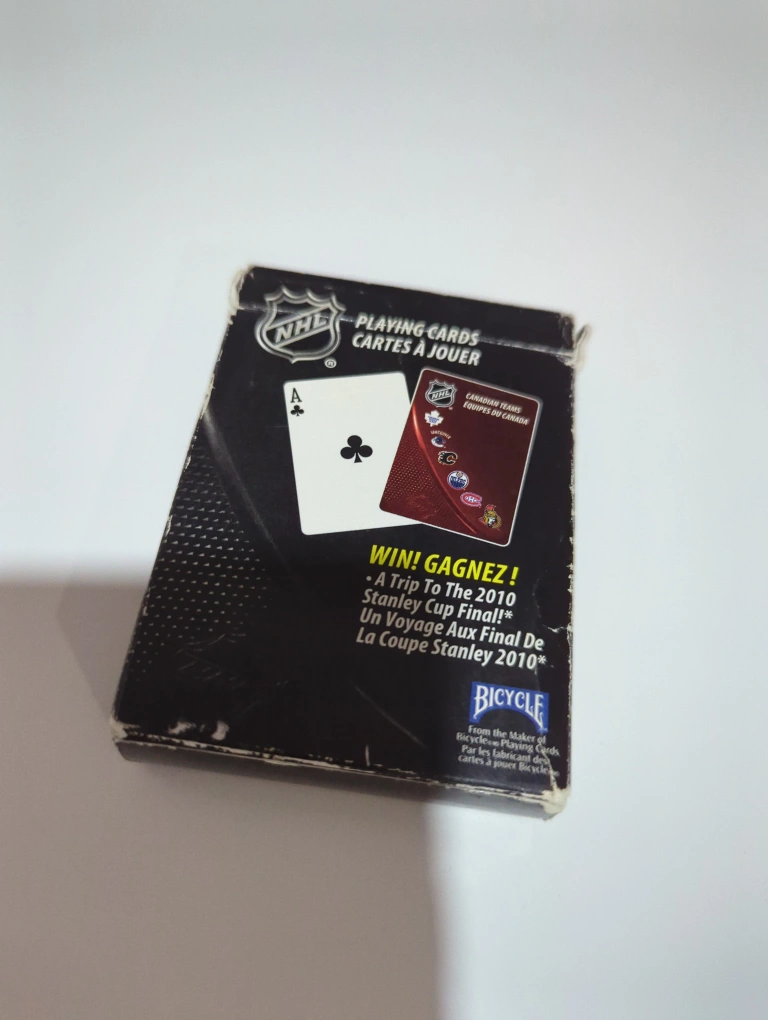 NHL
PLAYING CARDS
CARTES À JOUER
®
A
NHL
CANADIAN TEAMS
ÉQUIPES DU CANADA
WIN! GAGNEZ !
• A Trip To The 2010
Stanley Cup Final!*
Un Voyage Aux Final De
La Coupe Stanley 2010*
BICYCLE
From the Maker of
Bicycle Playing Cards
Par les fabricant des
cartes à jouer Bicycle